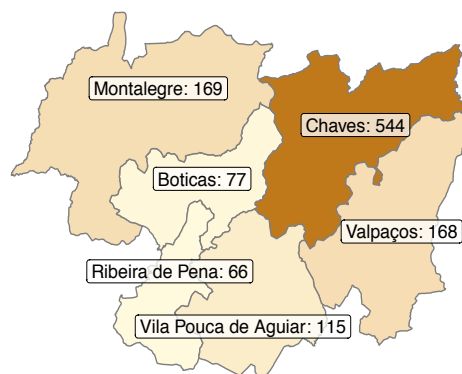 Montalegre: 169
Chaves: 544
Boticas: 77
Valpaços: 168
Ribeira de Pena: 66
Vila Pouca de Aguiar: 115